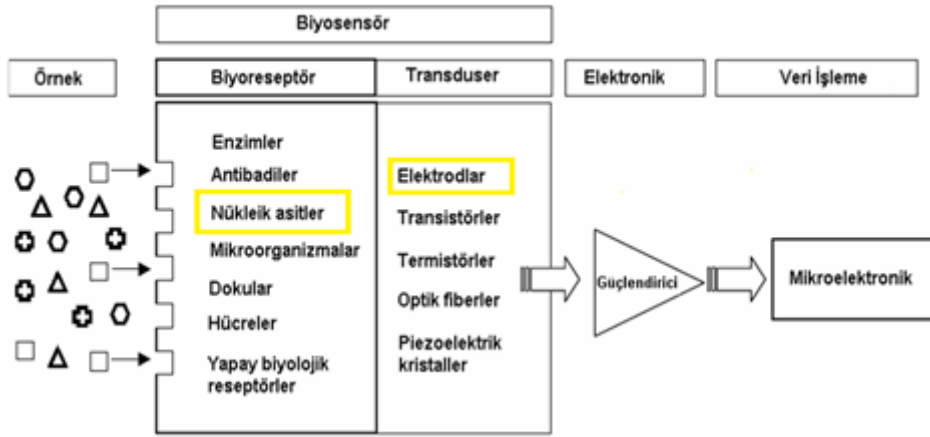 Biyosensör
Örnek
Biyoreseptör
Transduser
Elektronik
Veri İşleme
Enzimler
Antibadiler
Nükleik asitler
Mikroorganizmalar
Dokular
Hücreler
Yapay biyolojik
reseptörler
Elektrodlar
Transistörler
Termistörler
Optik fiberler
Piezoelektrik
kristaller
Güçlendirici
Mikroelektronik